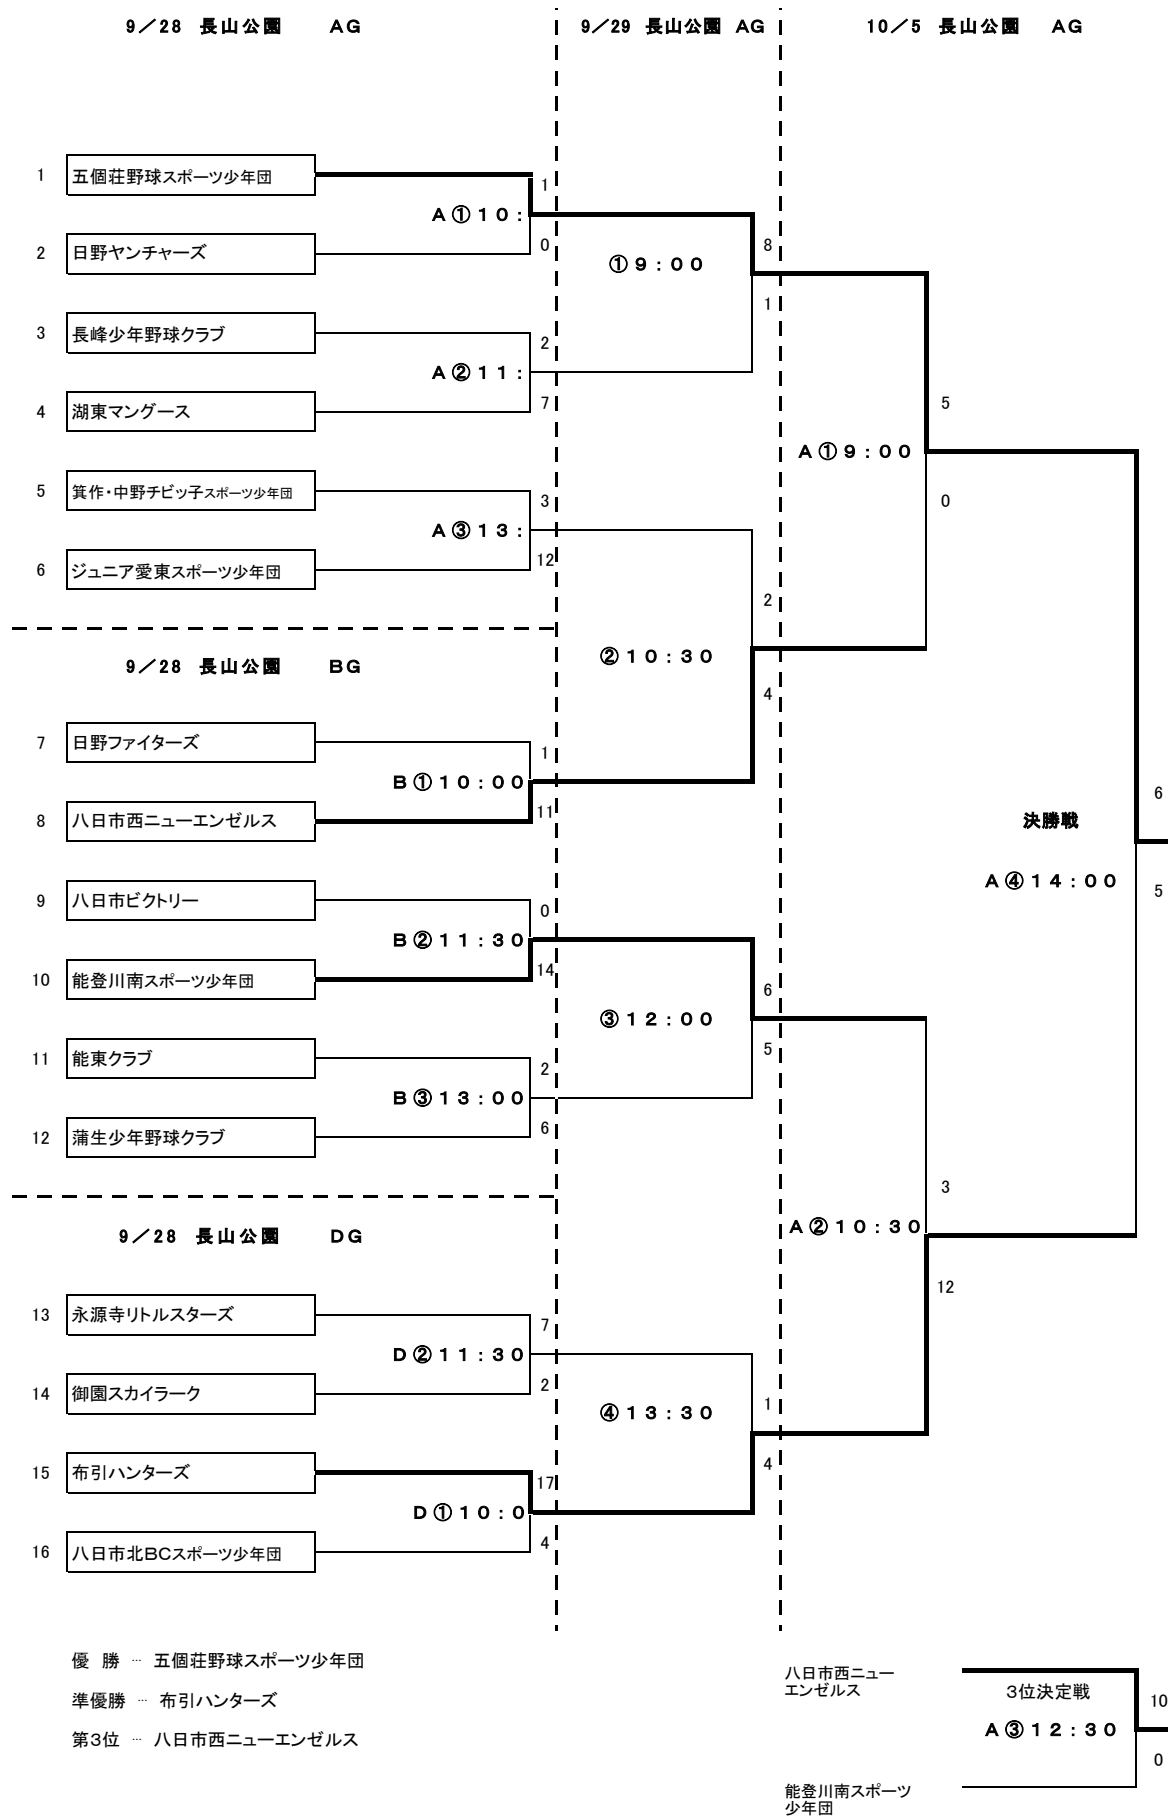 9／28 長山公園 AG
9／29 長山公園 AG
10／5 長山公園 AG
1 五個荘野球スポーツ少年団
1
A①10：
2 日野ヤンチャーズ
0
8
①9：00
1
3 長峰少年野球クラブ
2
A②11：
4 湖東マングース
7
5
A①9：00
0
5 箕作・中野チビッ子スポーツ少年団
3
A③13：
6 ジュニア愛東スポーツ少年団
12
2
②10：30
4
9／28 長山公園 BG
7 日野ファイターズ
1
B①10：00
8 八日市西ニューエンゼルス
11
6
決勝戦
A④14：00
5
9 八日市ビクトリー
0
B②11：30
10 能登川南スポーツ少年団
14
6
③12：00
5
11 能東クラブ
2
B③13：00
12 蒲生少年野球クラブ
6
3
A②10：30
12
9／28 長山公園 DG
13 永源寺リトルスターズ
7
D②11：30
14 御園スカイラーク
2
1
④13：30
4
15 布引ハンターズ
17
D①10：0
16 八日市北BCスポーツ少年団
4
優 勝 … 五個荘野球スポーツ少年団
準優勝 … 布引ハンターズ
第3位 … 八日市西ニューエンゼルス
八日市西ニュー
エンゼルス
3位決定戦
10
A③12：30
0
能登川南スポーツ
少年団